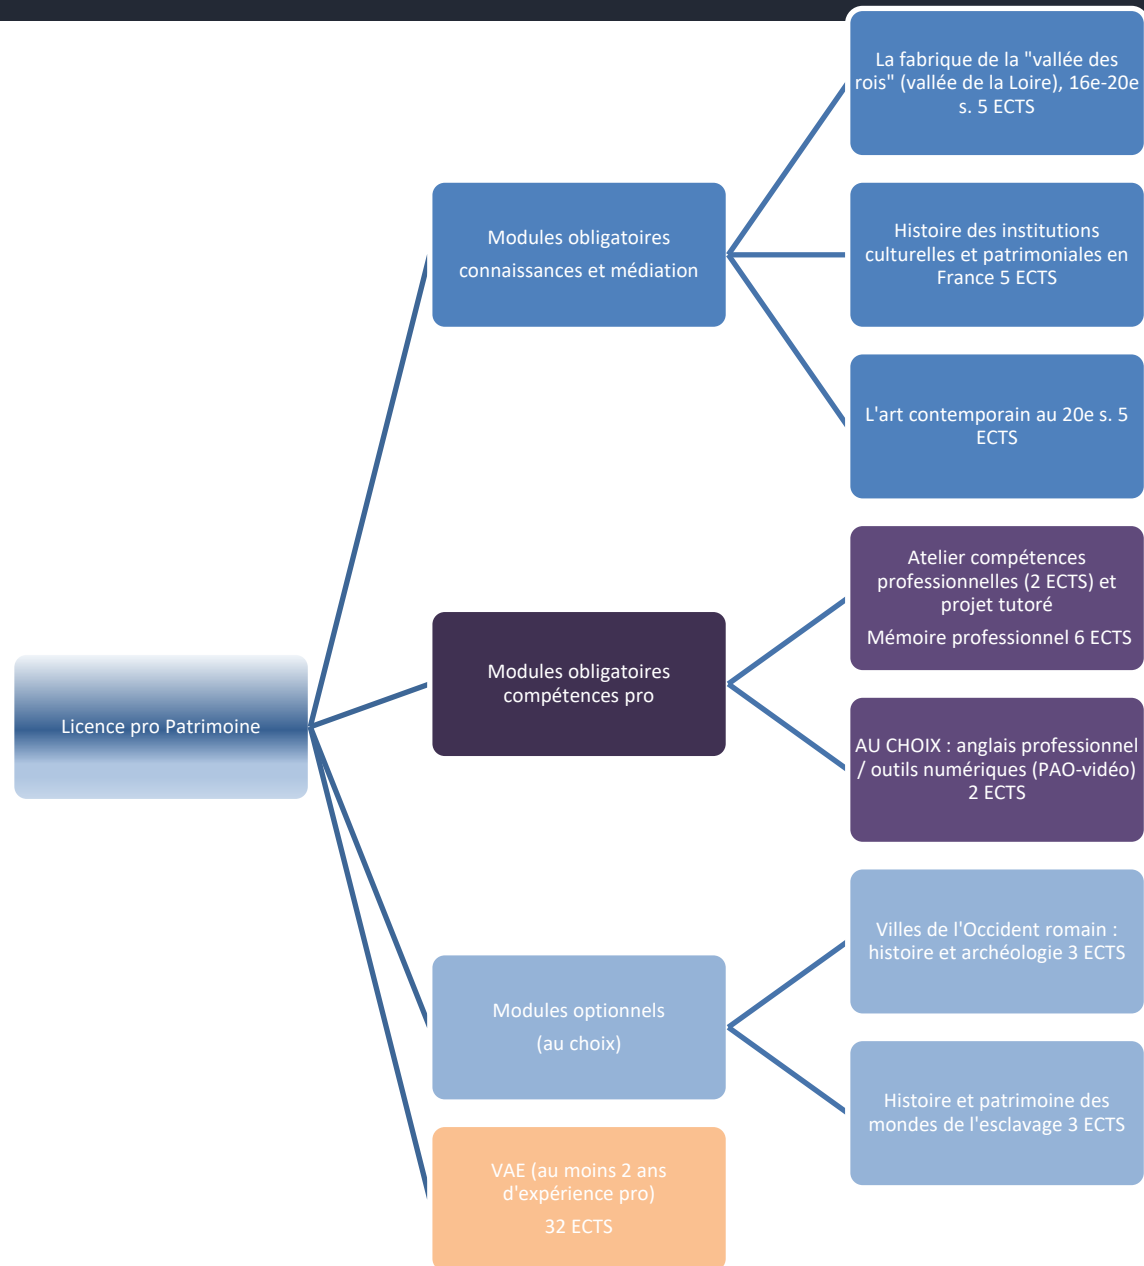 La fabrique de la "vallée des
rois" (vallée de la Loire), 16e-20e
s. 5 ECTS
Modules obligatoires
connaissances et médiation
Histoire des institutions
culturelles et patrimoniales en
France 5 ECTS
L'art contemporain au 20e s. 5
ECTS
Licence pro Patrimoine
Modules obligatoires
compétences pro
Atelier compétences
professionnelles (2 ECTS) et
projet tutoré
Mémoire professionnel 6 ECTS
AU CHOIX : anglais professionnel
/ outils numériques (PAO-vidéo)
2 ECTS
Modules optionnels
(au choix)
Villes de l'Occident romain :
histoire et archéologie 3 ECTS
Histoire et patrimoine des
mondes de l'esclavage 3 ECTS
VAE (au moins 2 ans
d'expérience pro)
32 ECTS